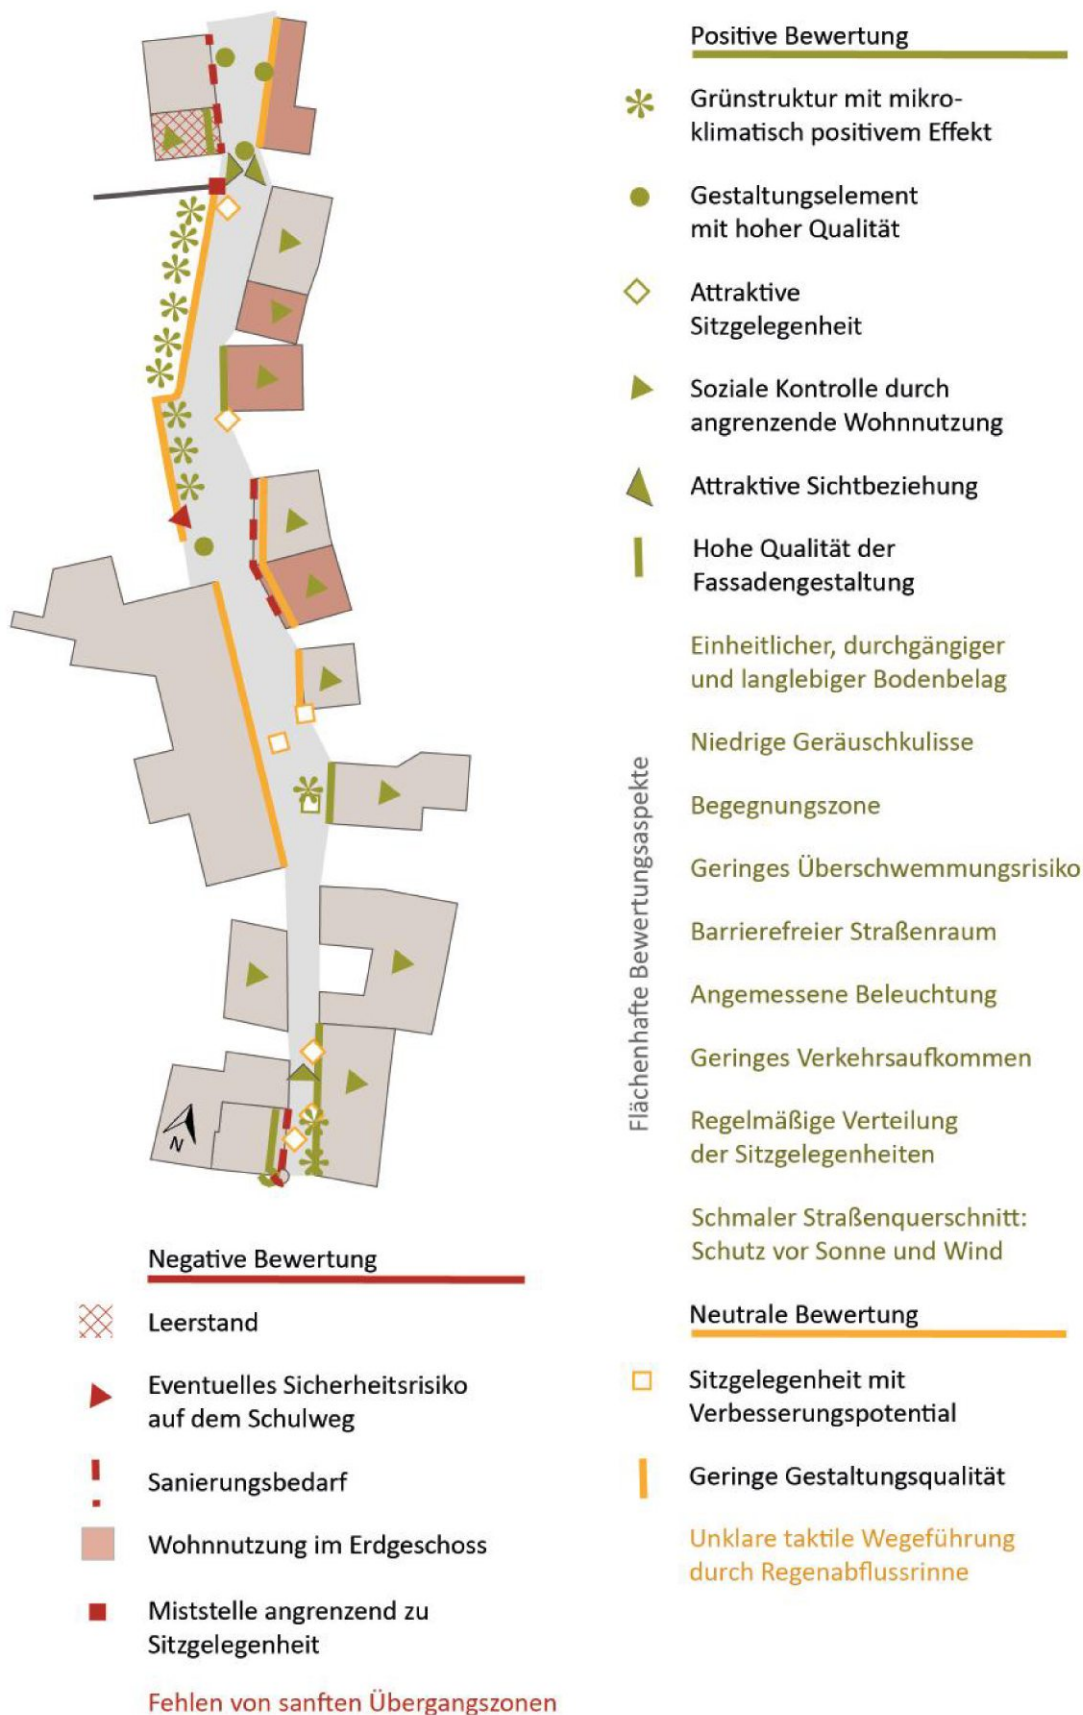 Positive Bewertung
Grünstruktur mit mikro-
klimatisch positivem Effekt
Gestaltungselement
mit hoher Qualität
Attraktive
Sitzgelegenheit
Soziale Kontrolle durch
angrenzende Wohnnutzung
Attraktive Sichtbeziehung
Hohe Qualität der
Fassadengestaltung
Flächenhafte Bewertungsaspekte
Einheitlicher, durchgängiger
und langlebiger Bodenbelag
Niedrige Geräuschkulisse
Begegnungszone
Geringes Überschwemmungsrisiko
Barrierefreier Straßenraum
Angemessene Beleuchtung
Geringes Verkehrsaufkommen
Regelmäßige Verteilung
der Sitzgelegenheiten
Schmaler Straßenquerschnitt:
Schutz vor Sonne und Wind
N
Negative Bewertung
Leerstand
Eventuelles Sicherheitsrisiko
auf dem Schulweg
Sanierungsbedarf
Wohnnutzung im Erdgeschoss
Miststelle angrenzend zu
Sitzgelegenheit
Fehlen von sanften Übergangszonen
Neutrale Bewertung
Sitzgelegenheit mit
Verbesserungspotential
Geringe Gestaltungsqualität
Unklare taktile Wegeführung
durch Regenabflussrinne